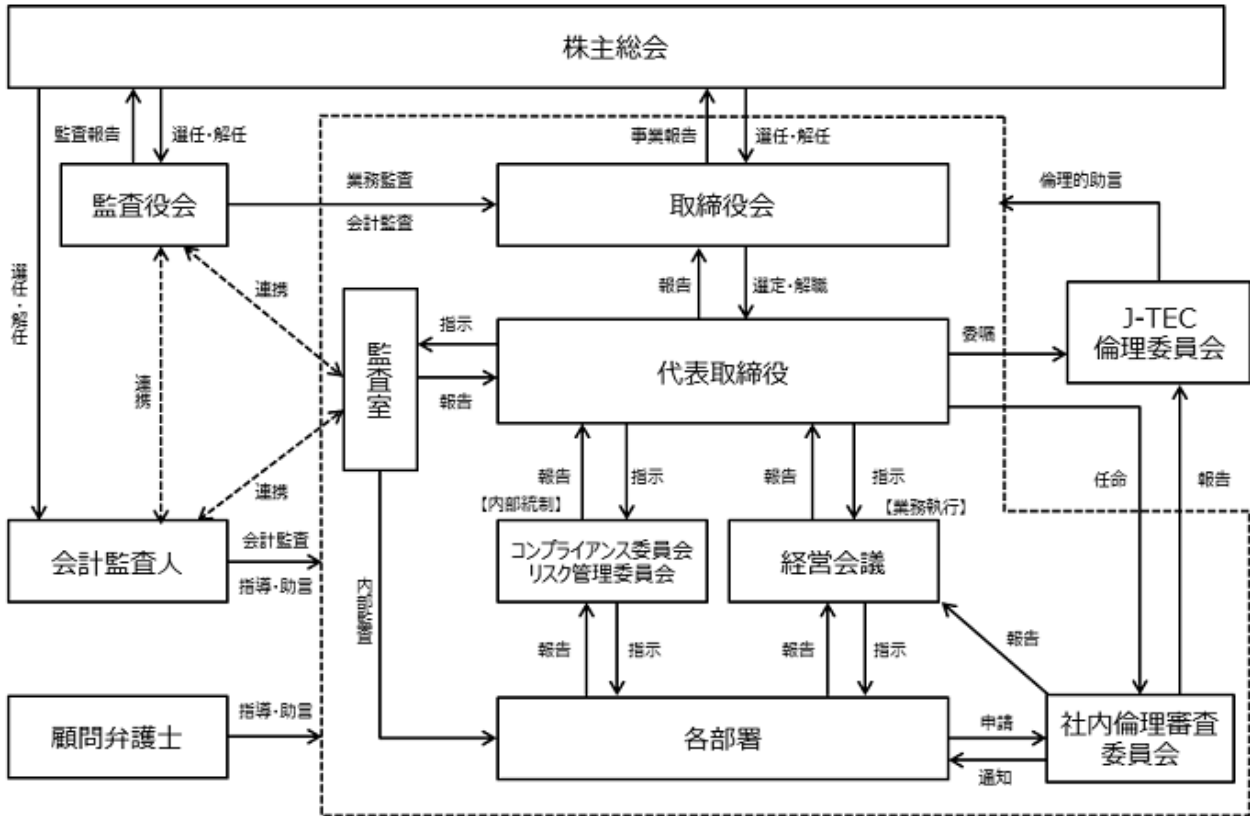 株主総会
監査報告
選任・解任
事業報告
選任・解任
監査役会
業務監査
会計監査
取締役会
倫理的助言
選任・解任
連携
報告
選定・解職
J-TEC
倫理委員会
監査室
指示
報告
代表取締役
委嘱
連携
連携
報告
指示
報告
指示
任命
報告
【内部統制】
【業務執行】
会計監査人
会計監査
指導・助言
コンプライアンス委員会
リスク管理委員会
経営会議
内部監査
報告
指示
報告
指示
報告
顧問弁護士
指導・助言
各部署
申請
通知
社内倫理審査
委員会